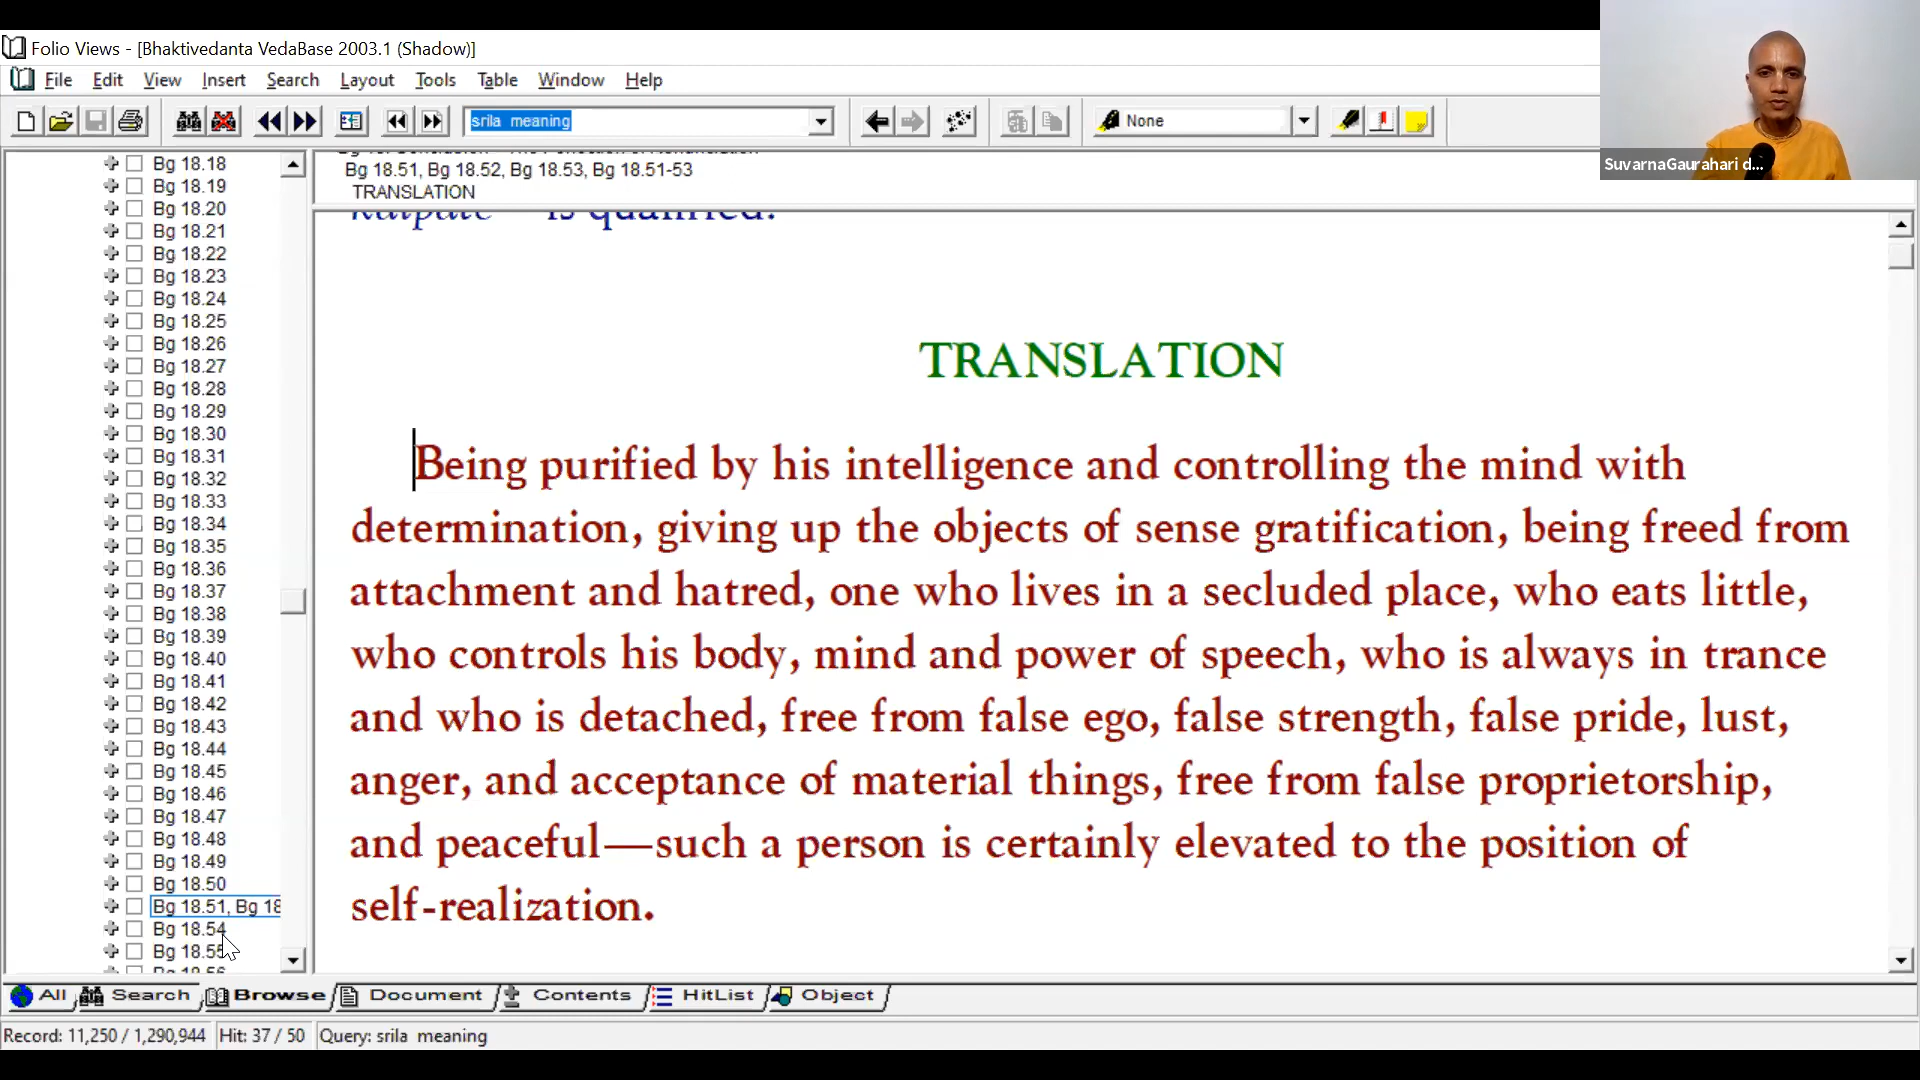 Folio Views - [Bhaktivedanta VedaBase 2003.1 (Shadow)]
File Edit View Insert Search Layout Tools Table Window Help
srila meaning
None
SuvarnaGaurahari d...
Bg 18.18
Bg 18.19
Bg 18.20
Bg 18.21
Bg 18.22
Bg 18.23
Bg 18.24
Bg 18.25
Bg 18.26
Bg 18.27
Bg 18.28
Bg 18.29
Bg 18.30
Bg 18.31
Bg 18.32
Bg 18.33
Bg 18.34
Bg 18.35
Bg 18.36
Bg 18.37
Bg 18.38
Bg 18.39
Bg 18.40
Bg 18.41
Bg 18.42
Bg 18.43
Bg 18.44
Bg 18.45
Bg 18.46
Bg 18.47
Bg 18.48
Bg 18.49
Bg 18.50
Bg 18.51, Bg 18
Bg 18.54
Bg 18.55
Bg 18.56
Bg 18.51, Bg 18.52, Bg 18.53, Bg 18.51-53
TRANSLATION
is qualified.
TRANSLATION
Being purified by his intelligence and controlling the mind with
determination, giving up the objects of sense gratification, being freed from
attachment and hatred, one who lives in a secluded place, who eats little,
who controls his body, mind and power of speech, who is always in trance
and who is detached, free from false ego, false strength, false pride, lust,
anger, and acceptance of material things, free from false proprietorship,
and peaceful—such a person is certainly elevated to the position of
self-realization.
All Search Browse Document Contents HitList Object
Record: 11,250 / 1,290,944 Hit: 37 / 50 Query: srila meaning